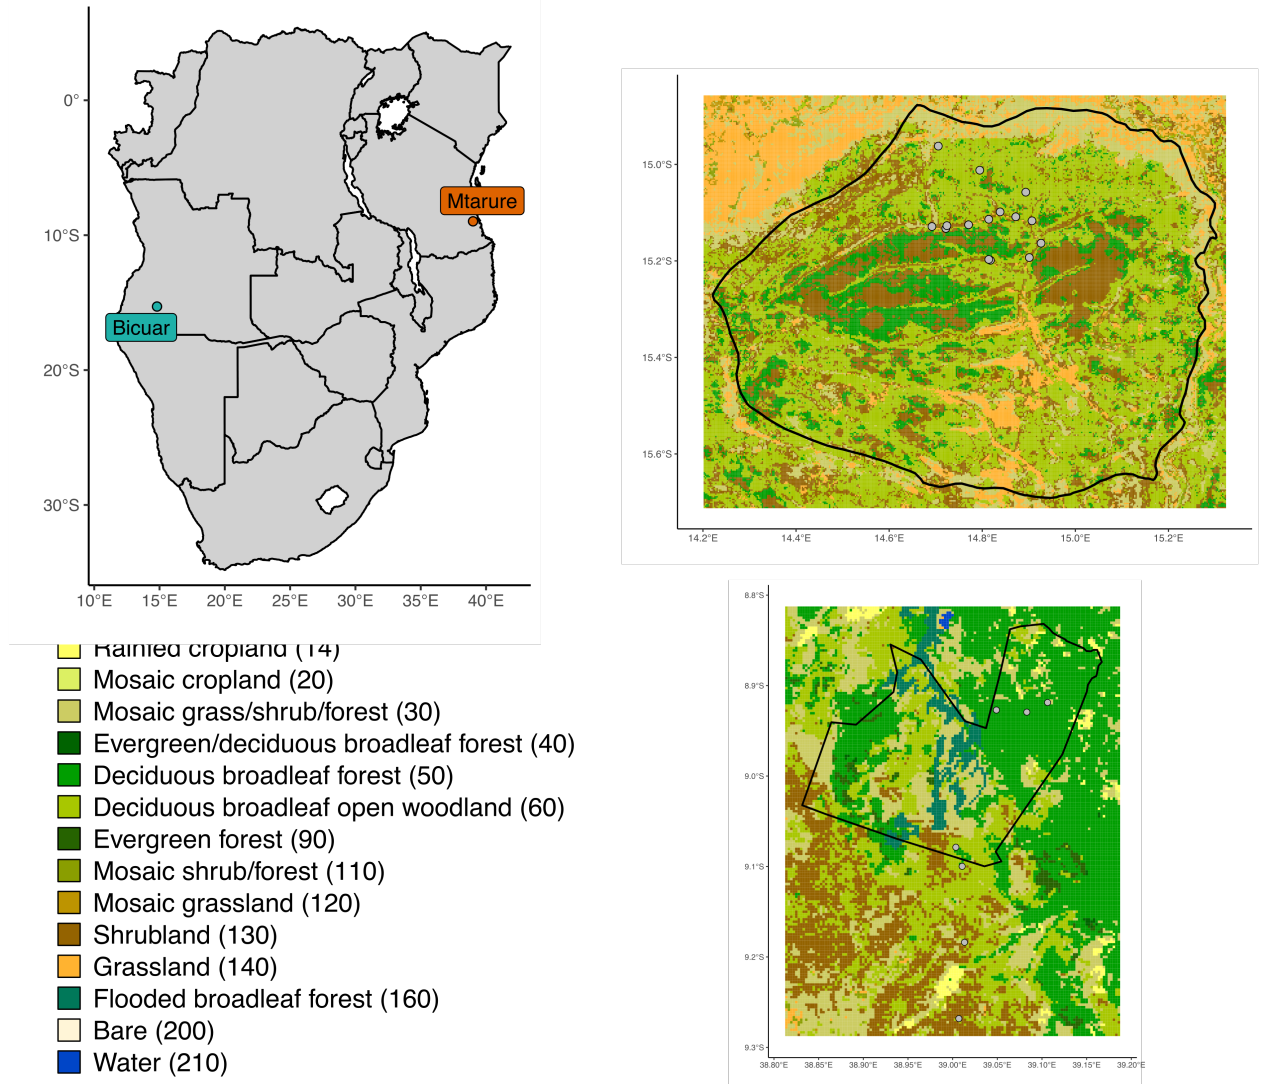 0°
10°S
20°S
30°S
Mtarure
Bicuar
10°E 15°E 20°E 25°E 30°E 35°E 40°E
15.0°S
15.2°S
15.4°S
15.6°S
14.2°E 14.4°E 14.6°E 14.8°E 15.0°E 15.2°E
Rainfed cropland (14)
Mosaic cropland (20)
Mosaic grass/shrub/forest (30)
Evergreen/deciduous broadleaf forest (40)
Deciduous broadleaf forest (50)
Deciduous broadleaf open woodland (60)
Evergreen forest (90)
Mosaic shrub/forest (110)
Mosaic grassland (120)
Shrubland (130)
Grassland (140)
Flooded broadleaf forest (160)
Bare (200)
Water (210)
8.8°S
8.9°S
9.0°S
9.1°S
9.2°S
9.3°S
38.80°E 38.85°E 38.90°E 38.95°E 39.00°E 39.05°E 39.10°E 39.15°E 39.20°E